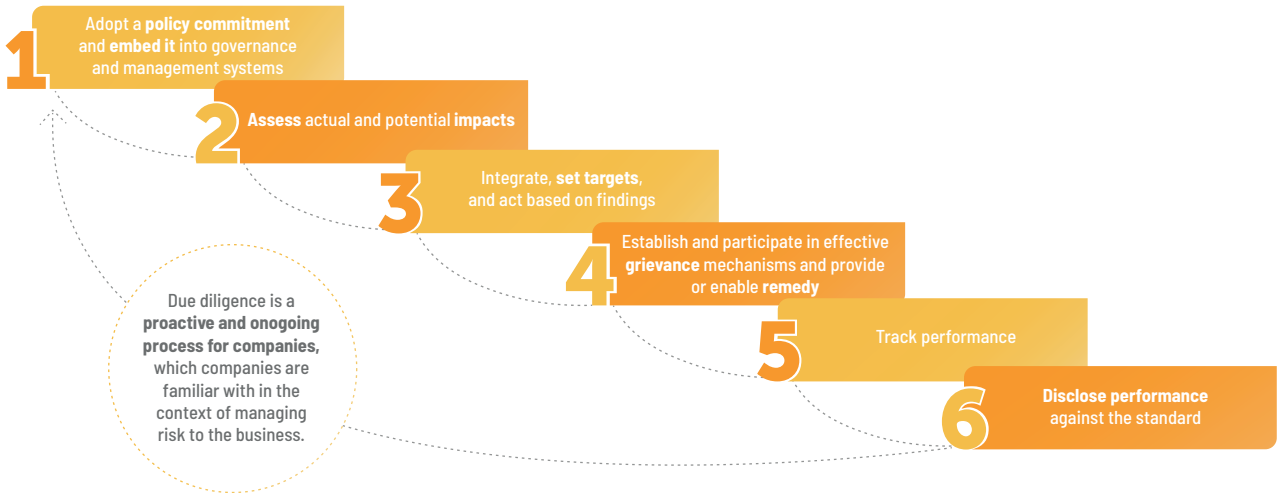 1
Adopt a policy commitment
and embed it into governance
and management systems
2
Assess actual and potential impacts
3
Integrate, set targets,
and act based on findings
4
Establish and participate in effective
grievance mechanisms and provide
or enable remedy
5
Track performance
6
Disclose performance
against the standard
Due diligence is a
proactive and onogoing
process for companies,
which companies are
familiar with in the
context of managing
risk to the business.